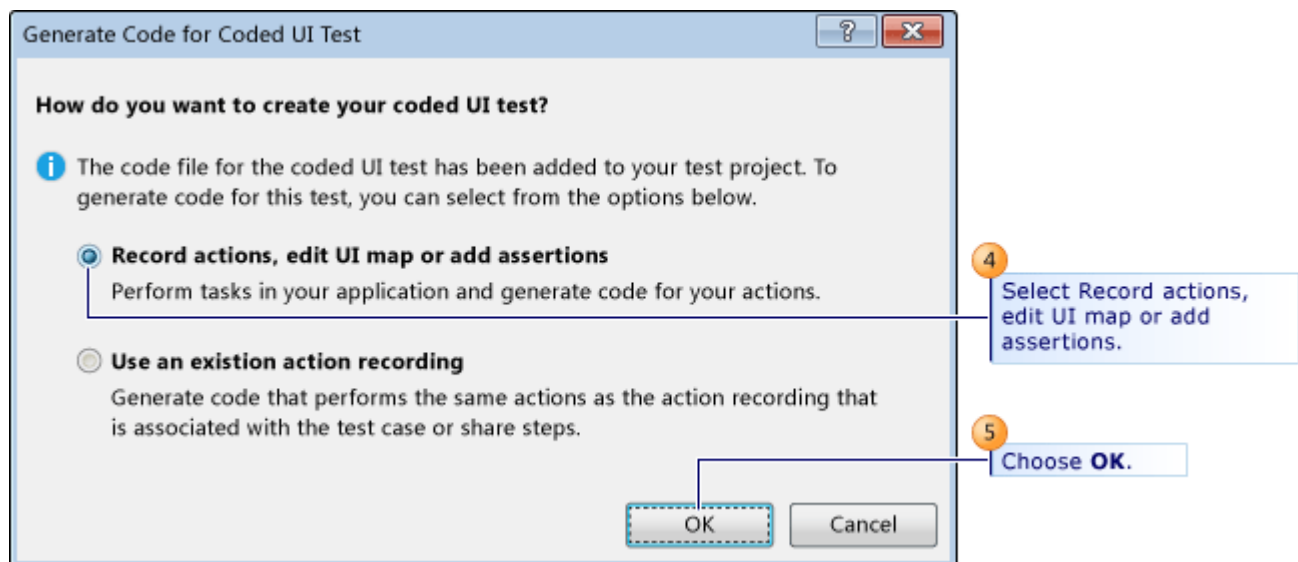 Generate Code for Coded UI Test
How do you want to create your coded UI test?
The code file for the coded UI test has been added to your test project. To
generate code for this test, you can select from the options below.
Record actions, edit UI map or add assertions
Perform tasks in your application and generate code for your actions.
4
Select Record actions,
edit UI map or add
assertions.
Use an existion action recording
Generate code that performs the same actions as the action recording that
is associated with the test case or share steps.
5
Choose OK.
OK
Cancel